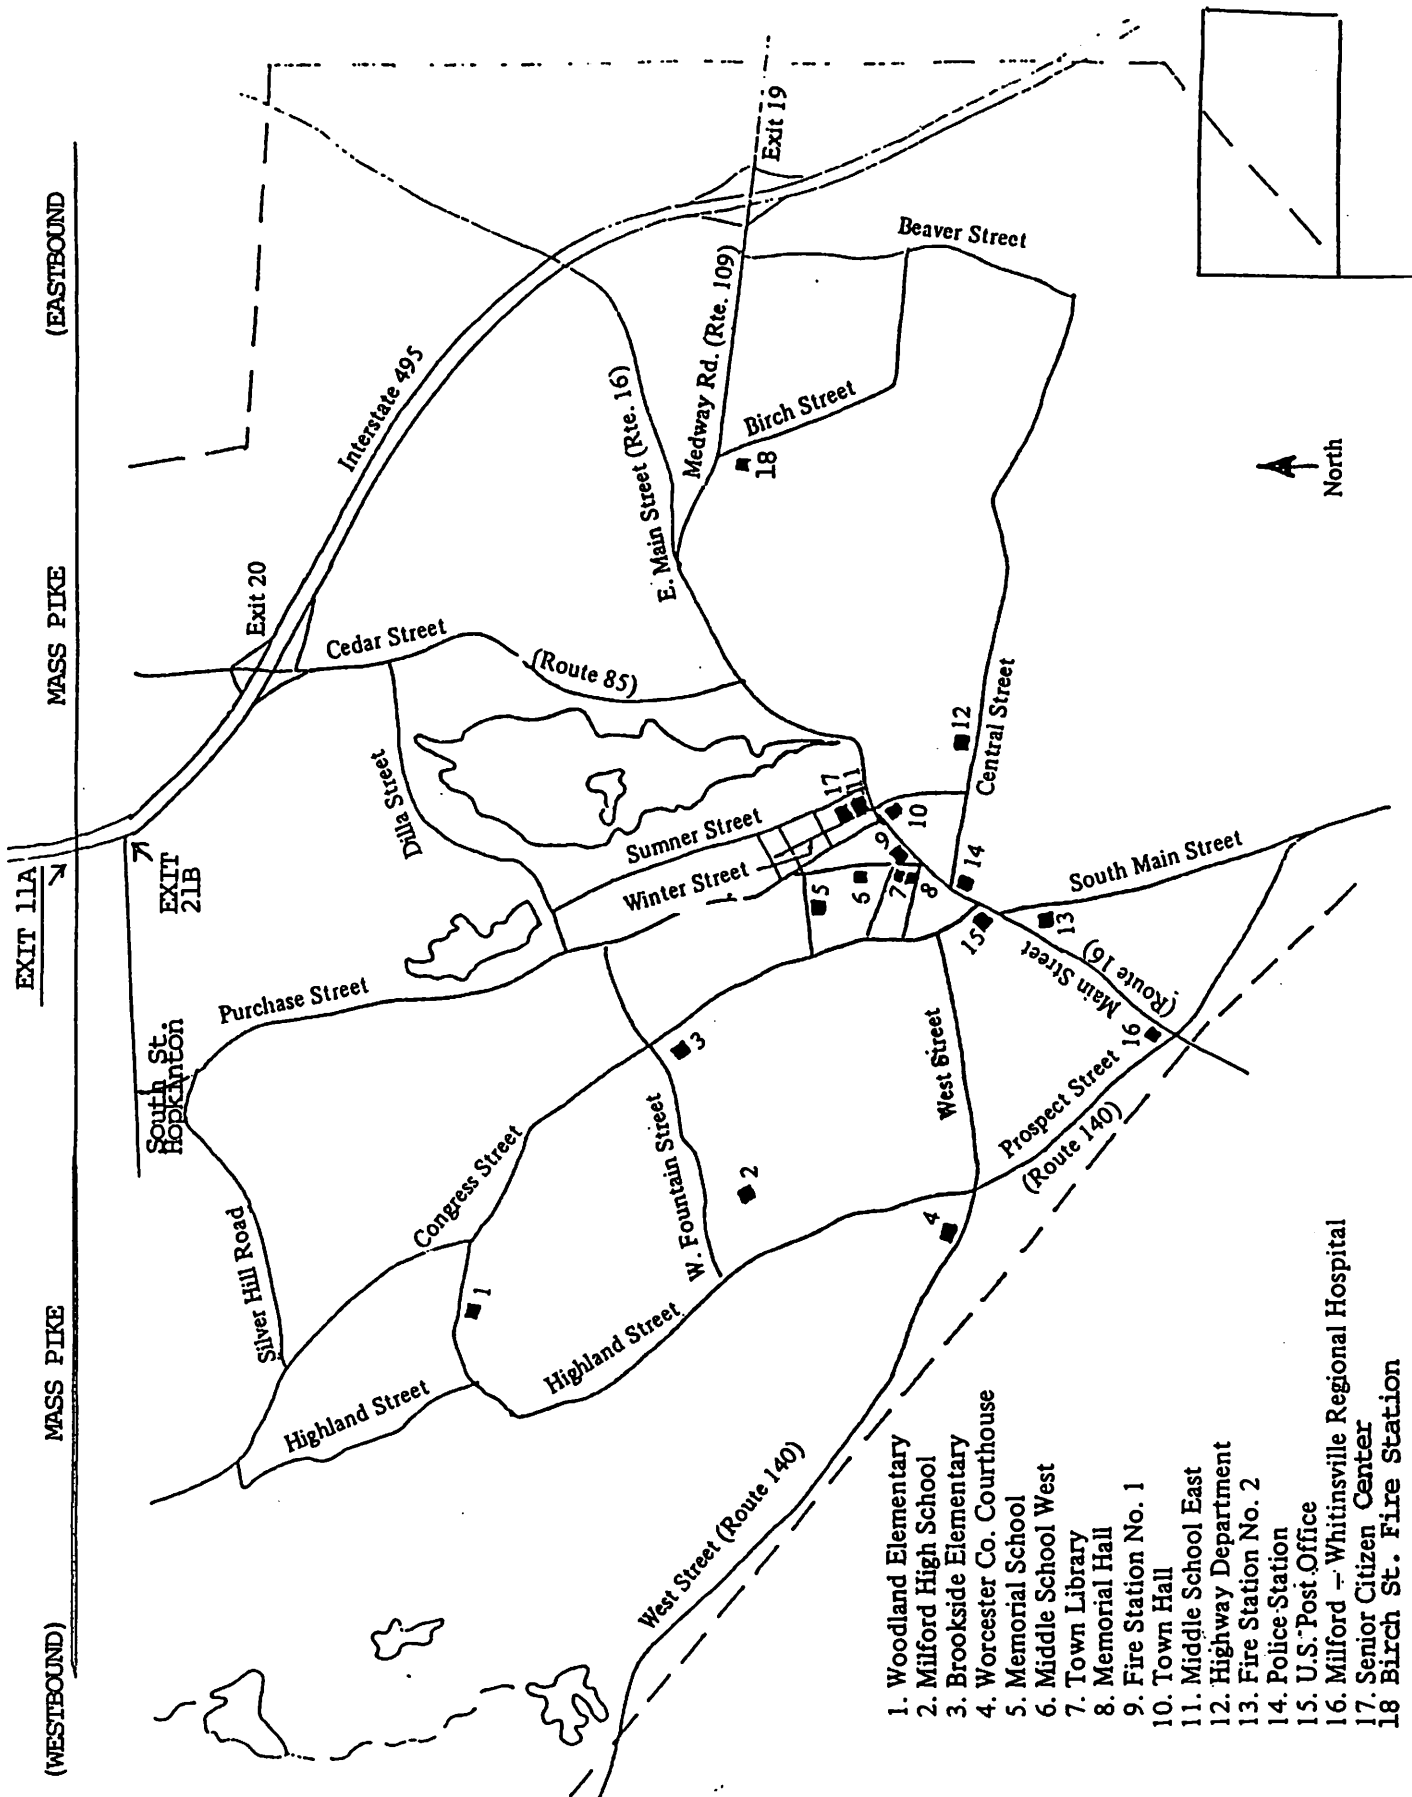 (WESTBOUND)
MASS PIKE
MASS PIKE
(EASTBOUND
EXIT 11A
EXIT
21B
South St.
Hopkinton
Exit 20
Interstate 495
Exit 19
Cedar Street
(Route 85)
Dilla Street
Purchase Street
Silver Hill Road
Congress Street
Highland Street
Highland Street
W. Fountain Street
Sumner Street
Winter Street
E. Main Street (Rte. 16)
Medway Rd. (Rte. 109)
Birch Street
Beaver Street
Central Street
South Main Street
Main Street
(Route 16)
West Street
Prospect Street
(Route 140)
West Street (Route 140)
North
1
2
3
4
5
6
7
8
9
10
11
12
13
14
15
16
17
18
1. Woodland Elementary
2. Milford High School
3. Brookside Elementary
4. Worcester Co. Courthouse
5. Memorial School
6. Middle School West
7. Town Library
8. Memorial Hall
9. Fire Station No. 1
10. Town Hall
11. Middle School East
12. Highway Department
13. Fire Station No. 2
14. Police Station
15. U.S. Post Office
16. Milford - Whitinsville Regional Hospital
17. Senior Citizen Center
18 Birch St. Fire Station